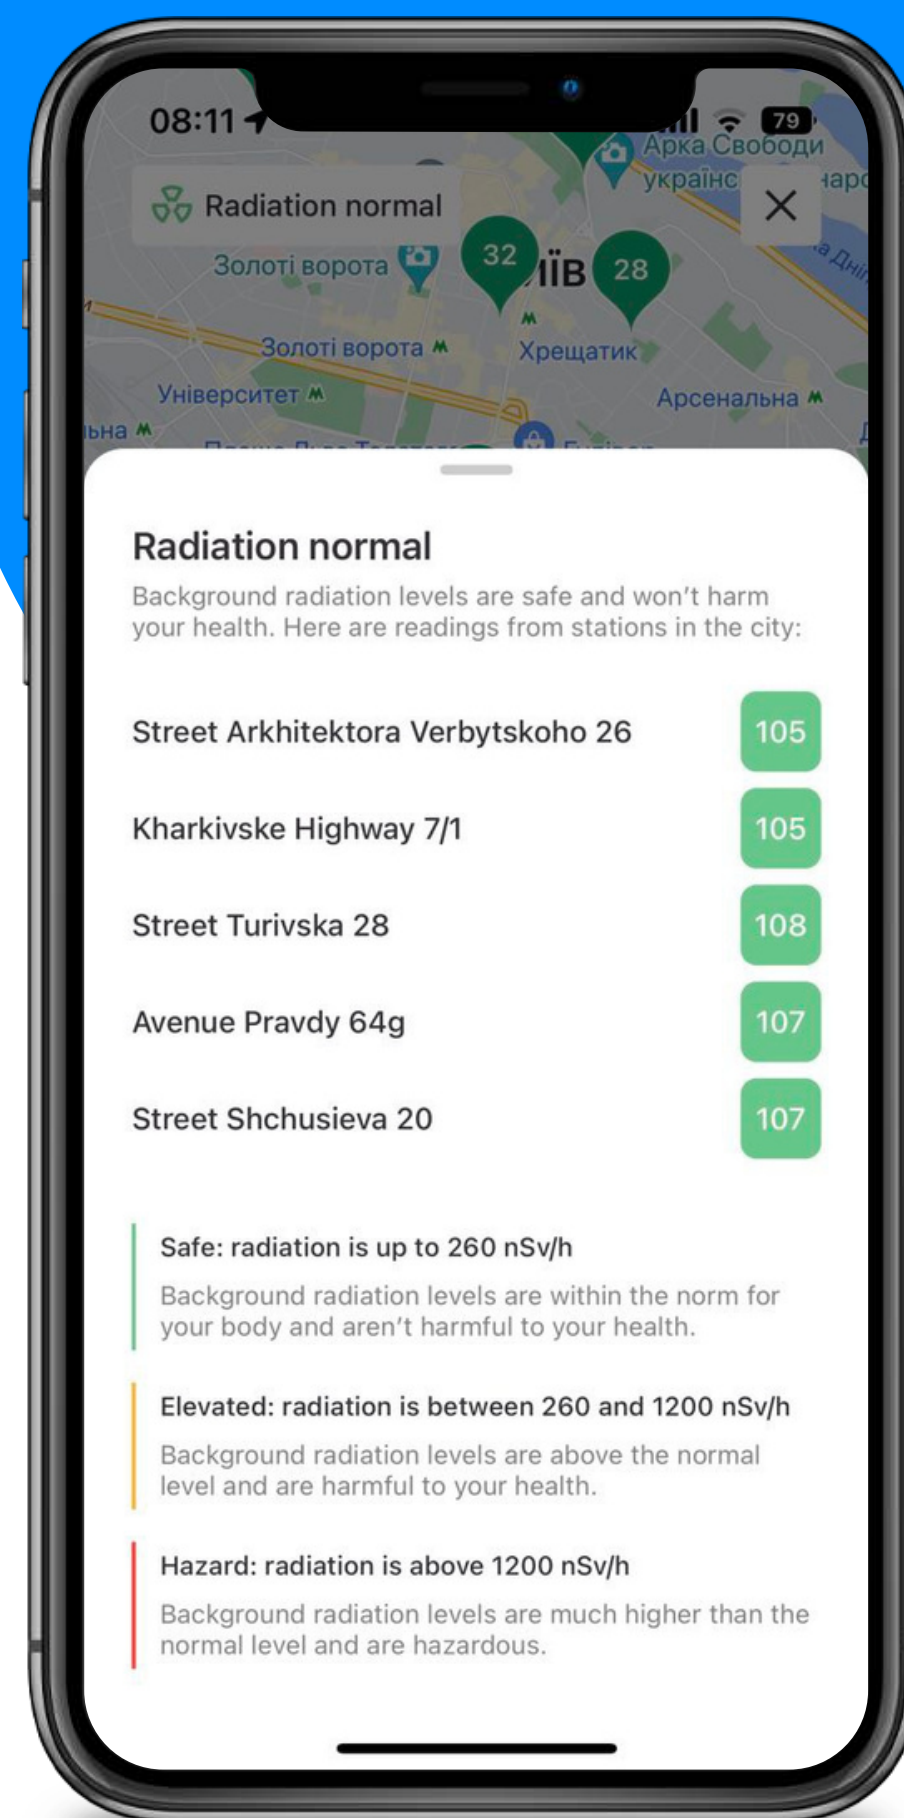 08:11
79
Арка Свободи
україн
Radiation normal
Золоті ворота
32
ИЇВ
28
Золоті ворота
Хрещатик
Університет
Арсенальна
ьна
Radiation normal
Background radiation levels are safe and won't harm
your health. Here are readings from stations in the city:
Street Arkhitektora Verbytskoho 26
105
Kharkivske Highway 7/1
105
Street Turivska 28
108
Avenue Pravdy 64g
107
Street Shchusieva 20
107
Safe: radiation is up to 260 nSv/h
Background radiation levels are within the norm for
your body and aren't harmful to your health.
Elevated: radiation is between 260 and 1200 nSv/h
Background radiation levels are above the normal
level and are harmful to your health.
Hazard: radiation is above 1200 nSv/h
Background radiation levels are much higher than the
normal level and are hazardous.